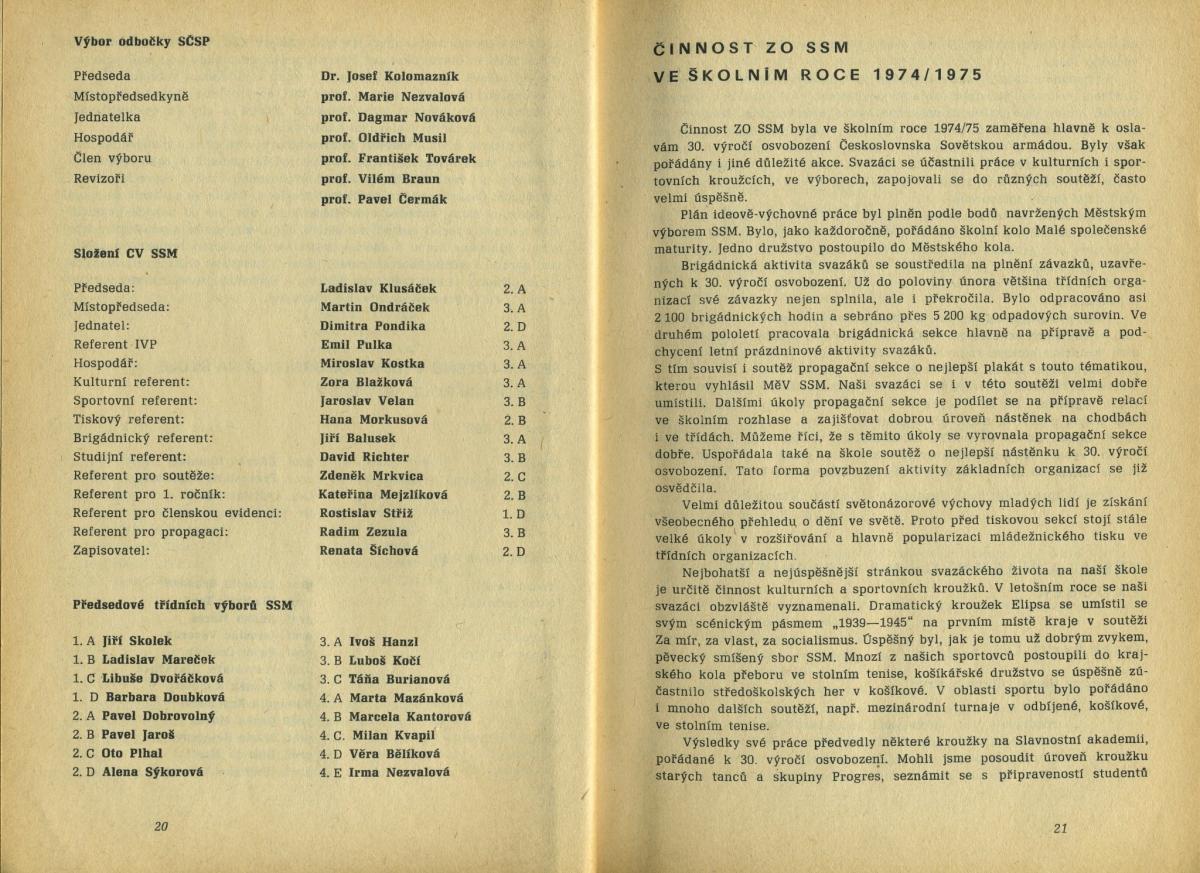 Výbor odbočky SČSP
Předseda Dr. Josef Kolomazník
Místopředsedkyně prof. Marie Nezvalová
Jednatelka prof. Dagmar Nováková
Hospodář prof. Oldřich Musil
Člen výboru prof. František Továrek
Revizoři prof. Vilém Braun
prof. Pavel Čermák
Složení CV SSM
Předseda: Ladislav Klusáček 2. A
Místopředseda: Martin Ondráček 3. A
Jednatel: Dimitra Pondika 2. D
Referent IVP Emil Pulka 3. A
Hospodář: Miroslav Kostka 3. A
Kulturní referent: Zora Blažková 3. A
Sportovní referent: Jaroslav Velan 3. B
Tiskový referent: Hana Morkusová 2. B
Brigádnický referent: Jiří Balusek 3. A
Studijní referent: David Richter 3. B
Referent pro soutěže: Zdeněk Mrkvica 2. C
Referent pro 1. ročník: Kateřina Mejzlíková 2. B
Referent pro členskou evidenci: Rostislav Stříž 1. D
Referent pro propagaci: Radim Zezula 3. B
Zapisovatel: Renata Šíchová 2. D
Předsedové třídních výborů SSM
1. A Jiří Skolek 3. A Ivoš Hanzl
1. B Ladislav Mareček 3. B Luboš Kočí
1. C Libuše Dvořáčková 3. C Táňa Burianová
1. D Barbara Doubková 4. A Marta Mazánková
2. A Pavel Dobrovolný 4. B Marcela Kantorová
2. B Pavel Jaroš 4. C. Milan Kvapil
2. C Oto Plhal 4. D Věra Bělíková
2. D Alena Sýkorová 4. E Irma Nezvalová
20
ČINNOST ZO SSM
VE ŠKOLNÍM ROCE 1974/1975
Činnost ZO SSM byla ve školním roce 1974/75 zaměřena hlavně k osla-
vám 30. výročí osvobození Československna Sovětskou armádou. Byly však
pořádány i jiné důležité akce. Svazáci se účastnili práce v kulturních i spor-
tovních kroužcích, ve výborech, zapojovali se do různých soutěží, často
velmi úspěšně.
Plán ideově-výchovné práce byl plněn podle bodů navržených Městským
výborem SSM. Bylo, jako každoročně, pořádáno školní kolo Malé společenské
maturity. Jedno družstvo postoupilo do Městského kola.
Brigádnická aktivita svazáků se soustředila na plnění závazků, uzavře-
ných k 30. výročí osvobození. Už do poloviny února většina třídních orga-
nizací své závazky nejen splnila, ale i překročila. Bylo odpracováno asi
2 100 brigádnických hodin a sebráno přes 5 200 kg odpadových surovin. Ve
druhém pololetí pracovala brigádnická sekce hlavně na přípravě a pod-
chycení letní prázdninové aktivity svazáků.
S tím souvisí i soutěž propagační sekce o nejlepší plakát s touto tématikou,
kterou vyhlásil MěV SSM. Naši svazáci se i v této soutěži velmi dobře
umístili. Dalšími úkoly propagační sekce je podílet se na přípravě relací
ve školním rozhlase a zajišťovat dobrou úroveň nástěnek na chodbách
i ve třídách. Můžeme říci, že s těmito úkoly se vyrovnala propagační sekce
dobře. Uspořádala také na škole soutěž o nejlepší nástěnku k 30. výročí
osvobození. Tato forma povzbuzení aktivity základních organizací se již
osvědčila.
Velmi důležitou součástí světonázorové výchovy mladých lidí je získání
všeobecného přehledu o dění ve světě. Proto před tiskovou sekcí stojí stále
velké úkoly v rozšiřování a hlavně popularizaci mládežnického tisku ve
třídních organizacích.
Nejbohatší a nejúspěšnější stránkou svazáckého života na naší škole
je určitě činnost kulturních a sportovních kroužků. V letošním roce se naši
svazáci obzvláště vyznamenali. Dramatický kroužek Elipsa se umístil se
svým scénickým pásmem „1939—1945“ na prvním místě kraje v soutěži
Za mír, za vlast, za socialismus. Úspěšný byl, jak je tomu už dobrým zvykem,
pěvecký smíšený sbor SSM. Mnozí z našich sportovců postoupili do kraj-
ského kola přeboru ve stolním tenise, košíkářské družstvo se úspěšně zú-
častnilo středoškolských her v košíkové. V oblasti sportu bylo pořádáno
i mnoho dalších soutěží, např. mezinárodní turnaje v odbíjené, košíkové,
ve stolním tenise.
Výsledky své práce předvedly některé kroužky na Slavnostní akademii,
pořádané k 30. výročí osvobození. Mohli jsme posoudit úroveň kroužku
starých tanců a skupiny Progres, seznámit se s připraveností studentů
21